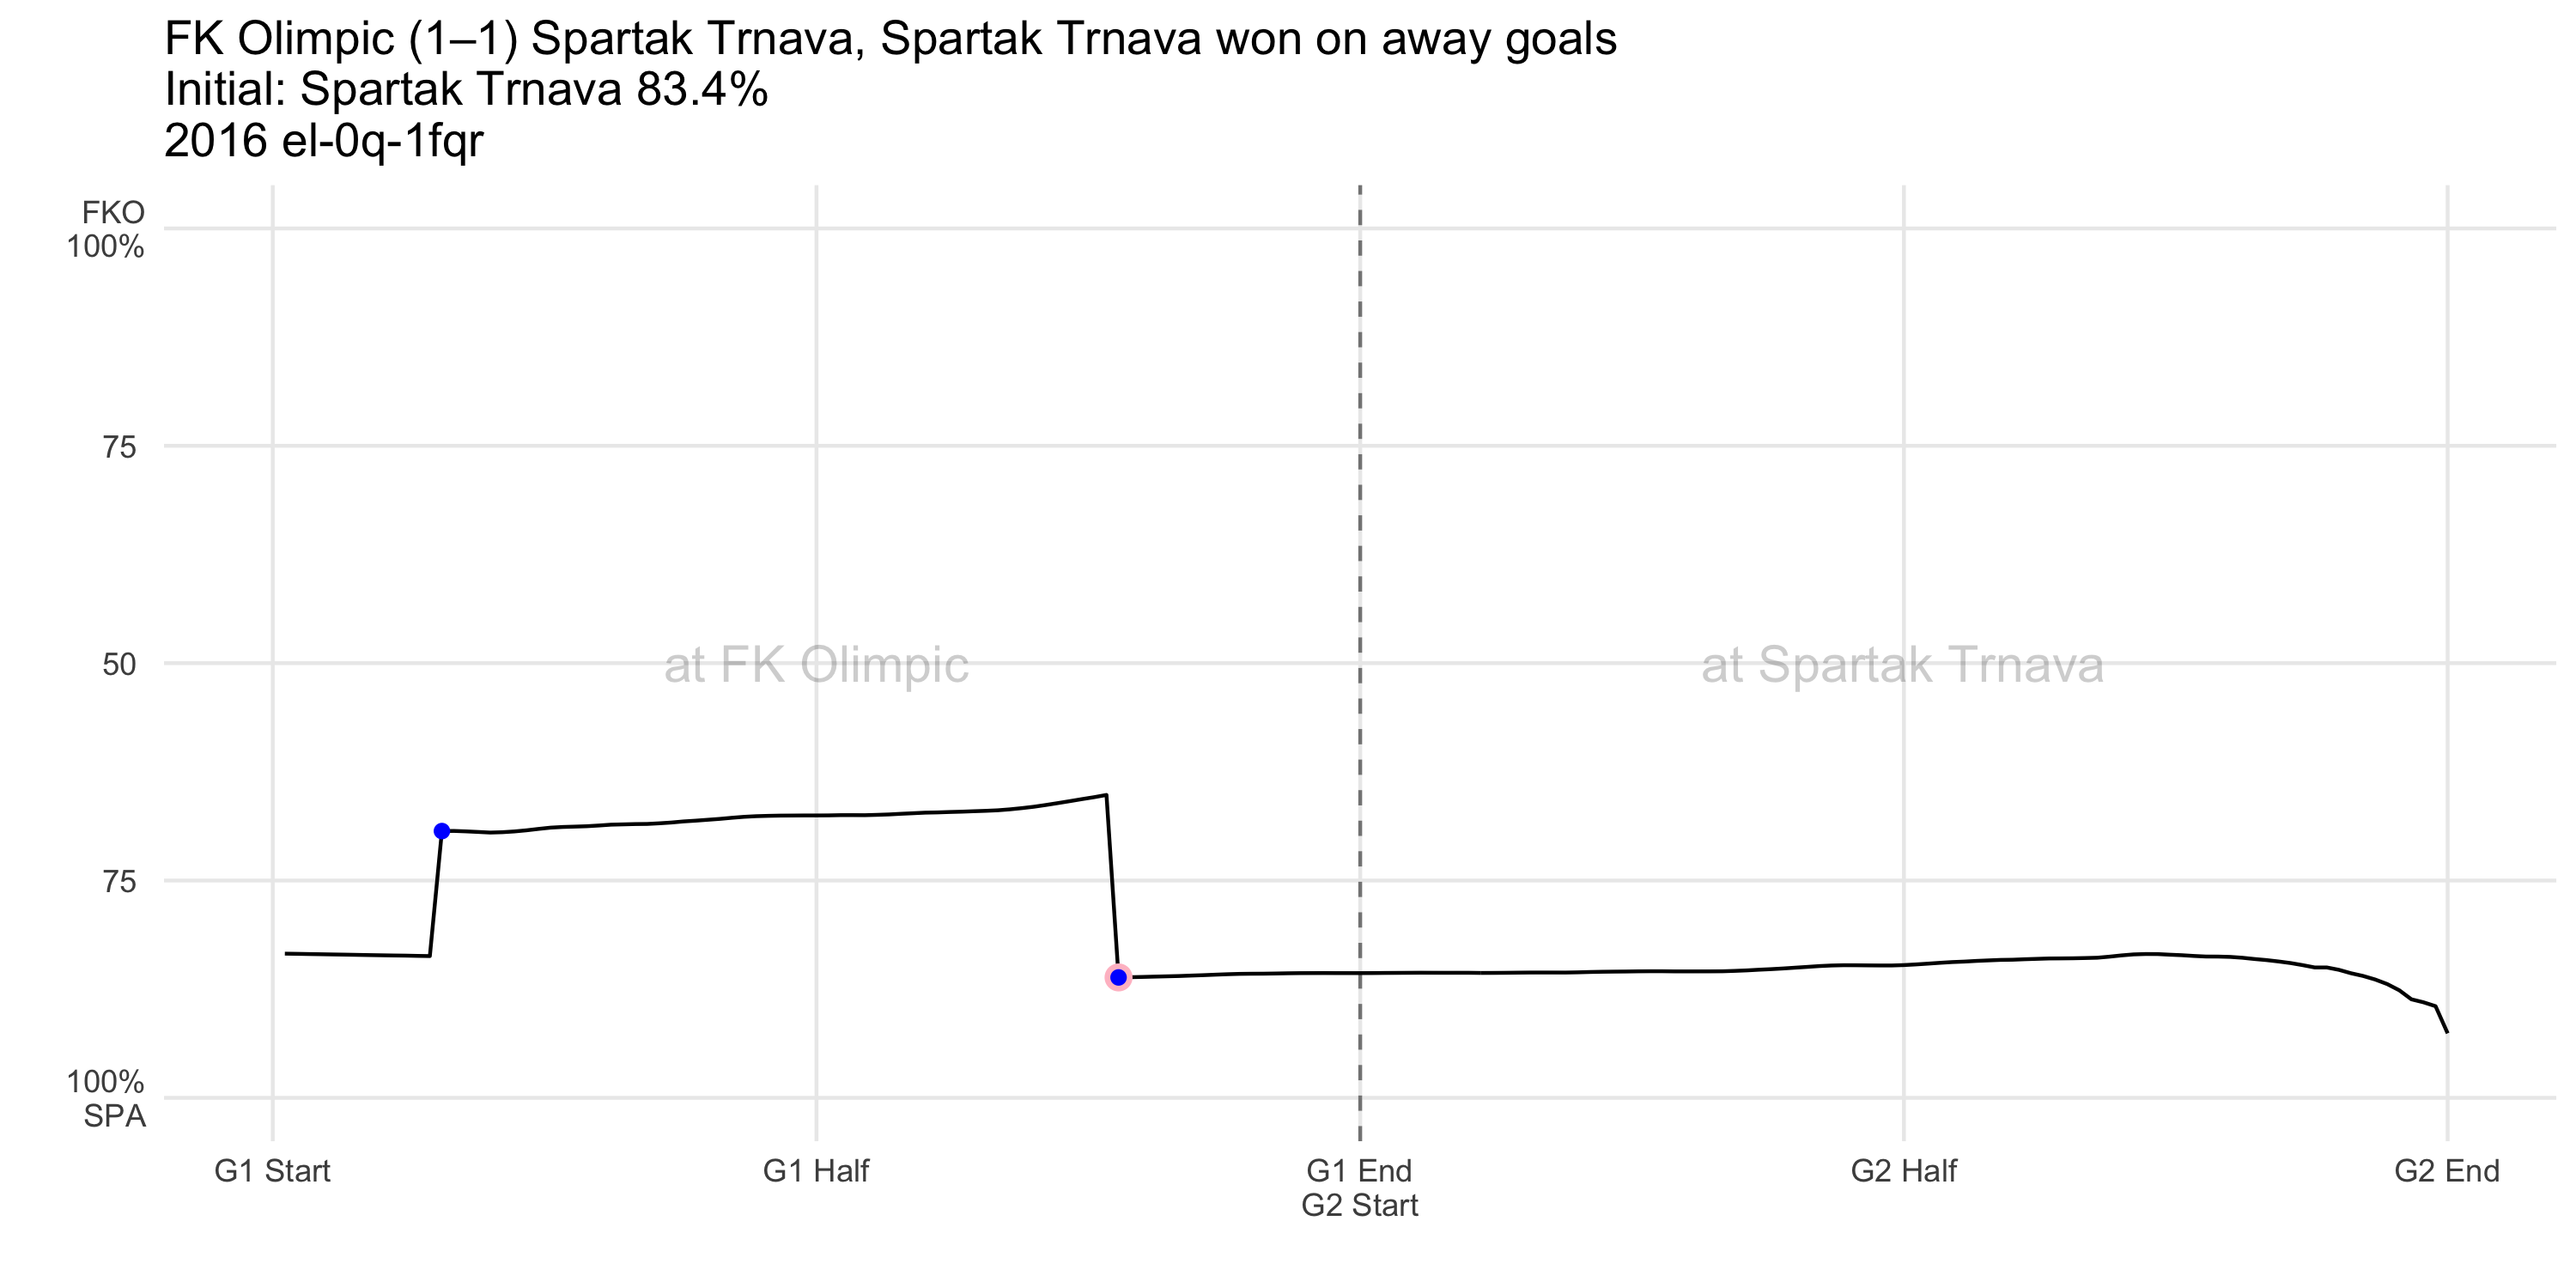 FK Olimpic (1–1) Spartak Trnava, Spartak Trnava won on away goals
Initial: Spartak Trnava 83.4%
2016 el-0q-1fqr
FKO
100%
75
50
75
100%
SPA
at FK Olimpic
at Spartak Trnava
G1 Start
G1 Half
G1 End
G2 Start
G2 Half
G2 End